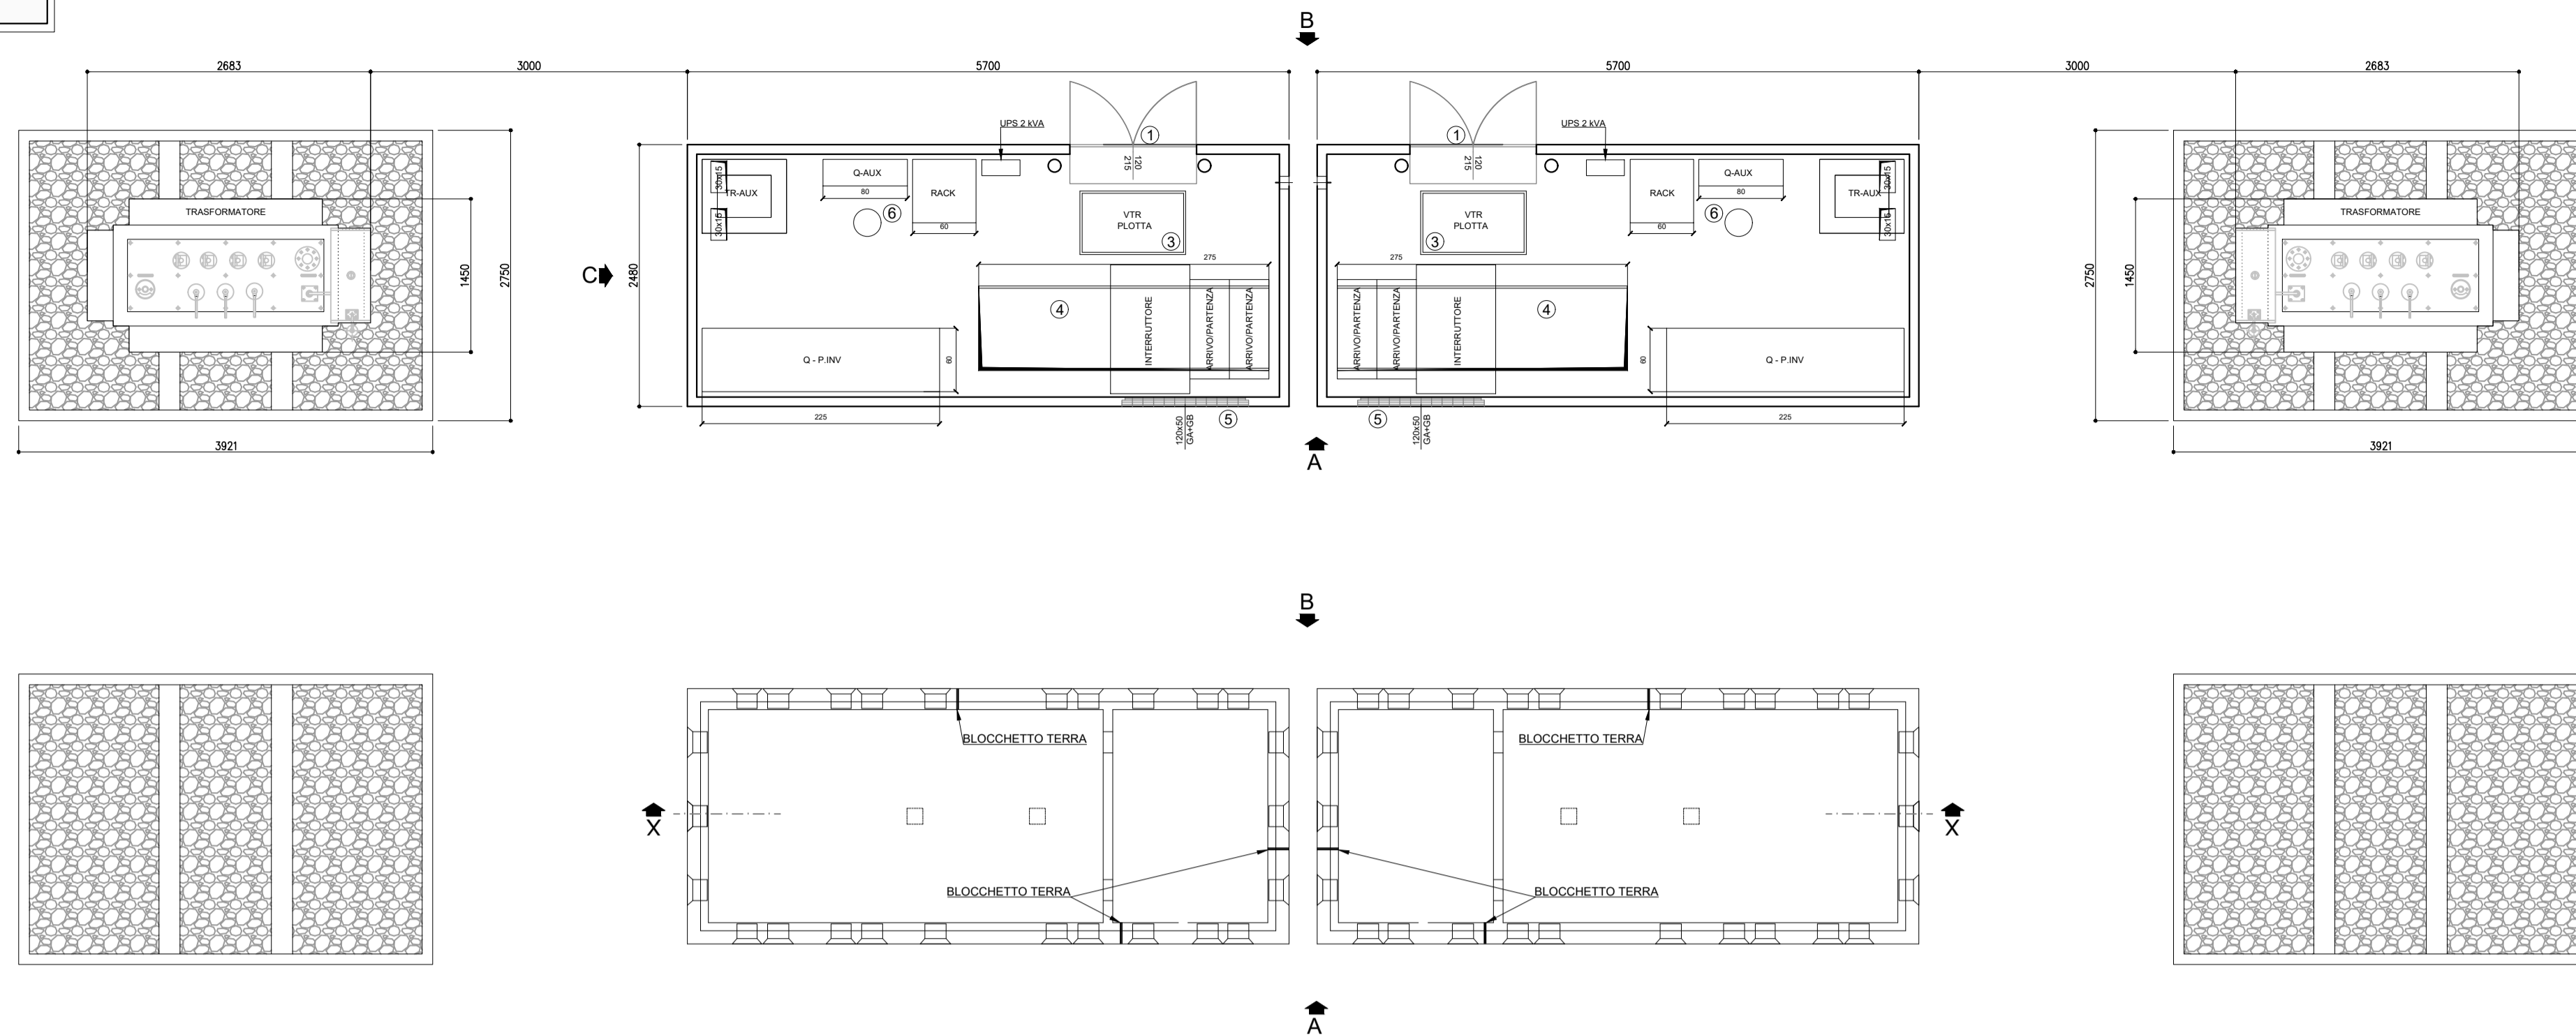 B
2683
3000
5700
5700
3000
2683
UPS 2 kVA
1
1
UPS 2 kVA
30x15
TR-AUX
30x15
Q-AUX
80
6
RACK
60
120
215
VTR
PLOTTA
3
120
215
VTR
PLOTTA
3
RACK
60
Q-AUX
80
6
TR-AUX
30x15
30x15
TRASFORMATORE
1450
2750
C
2480
275
4
INTERRUTTORE
ARRIVO/PARTENZA
ARRIVO/PARTENZA
275
ARRIVO/PARTENZA
ARRIVO/PARTENZA
INTERRUTTORE
4
2750
1450
TRASFORMATORE
Q - P.INV
60
225
60
Q - P.INV
225
120x50
GA+GB
5
5
120x50
GA+GB
A
3921
3921
B
BLOCCHETTO TERRA
BLOCCHETTO TERRA
X
X
BLOCCHETTO TERRA
BLOCCHETTO TERRA
A